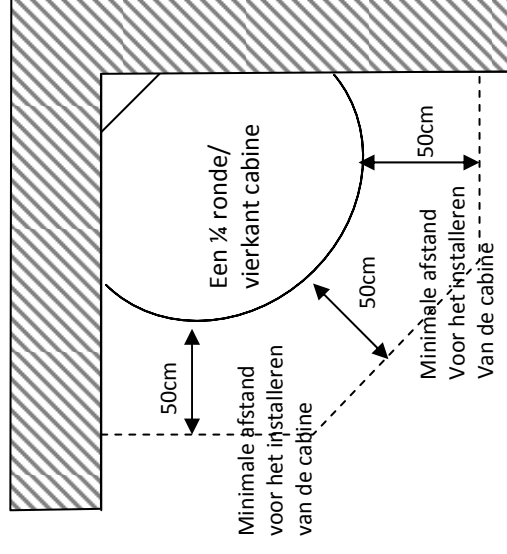 Een ¼ ronde/
vierkant cabine
50cm
50cm
50cm
Minimale afstand
voor het installeren
van de cabine
Minimale afstand
Voor het installeren
Van de cabine